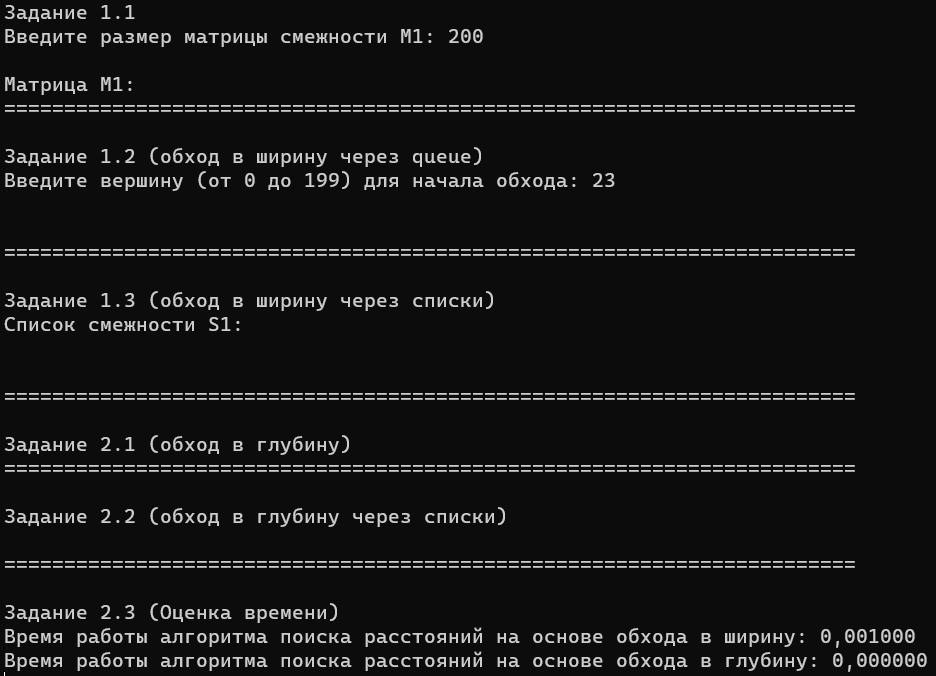 Задание 1.1
Введите размер матрицы смежности M1: 200
Матрица M1:
=======================================================================
Задание 1.2 (обход в ширину через queue)
Введите вершину (от 0 до 199) для начала обхода: 23
=======================================================================
Задание 1.3 (обход в ширину через списки)
Список смежности S1:
=======================================================================
Задание 2.1 (обход в глубину)
=======================================================================
Задание 2.2 (обход в глубину через списки)
=======================================================================
Задание 2.3 (Оценка времени)
Время работы алгоритма поиска расстояний на основе обхода в ширину: 0,001000
Время работы алгоритма поиска расстояний на основе обхода в глубину: 0,000000